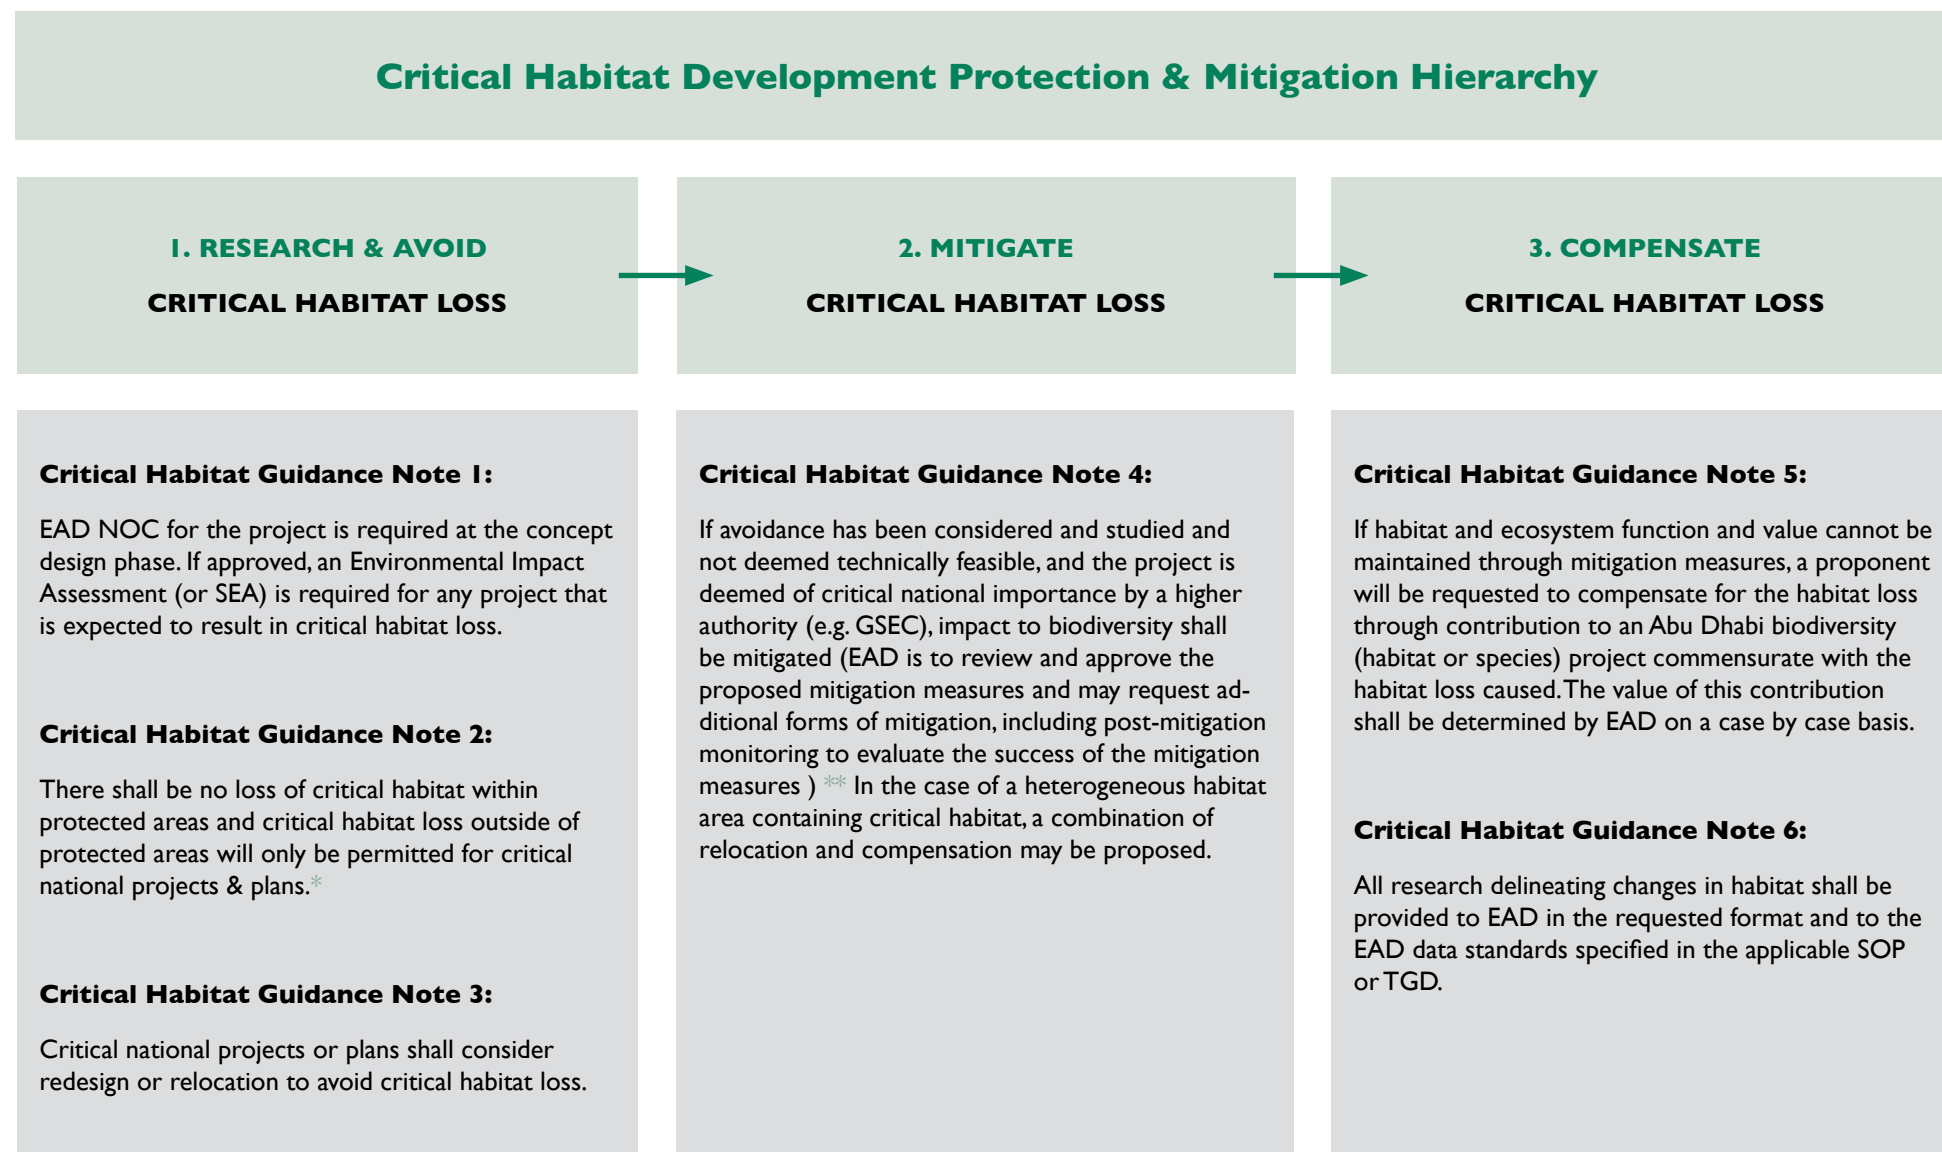 Critical Habitat Development Protection & Mitigation Hierarchy
1. RESEARCH & AVOID
CRITICAL HABITAT LOSS
2. MITIGATE
CRITICAL HABITAT LOSS
3. COMPENSATE
CRITICAL HABITAT LOSS
Critical Habitat Guidance Note 1:
EAD NOC for the project is required at the concept
design phase. If approved, an Environmental Impact
Assessment (or SEA) is required for any project that
is expected to result in critical habitat loss.
Critical Habitat Guidance Note 2:
There shall be no loss of critical habitat within
protected areas and critical habitat loss outside of
protected areas will only be permitted for critical
national projects & plans.*
Critical Habitat Guidance Note 3:
Critical national projects or plans shall consider
redesign or relocation to avoid critical habitat loss.
Critical Habitat Guidance Note 4:
If avoidance has been considered and studied and
not deemed technically feasible, and the project is
deemed of critical national importance by a higher
authority (e.g. GSEC), impact to biodiversity shall
be mitigated (EAD is to review and approve the
proposed mitigation measures and may request ad-
ditional forms of mitigation, including post-mitigation
monitoring to evaluate the success of the mitigation
measures ) ** In the case of a heterogeneous habitat
area containing critical habitat, a combination of
relocation and compensation may be proposed.
Critical Habitat Guidance Note 5:
If habitat and ecosystem function and value cannot be
maintained through mitigation measures, a proponent
will be requested to compensate for the habitat loss
through contribution to an Abu Dhabi biodiversity
(habitat or species) project commensurate with the
habitat loss caused. The value of this contribution
shall be determined by EAD on a case by case basis.
Critical Habitat Guidance Note 6:
All research delineating changes in habitat shall be
provided to EAD in the requested format and to the
EAD data standards specified in the applicable SOP
or TGD.